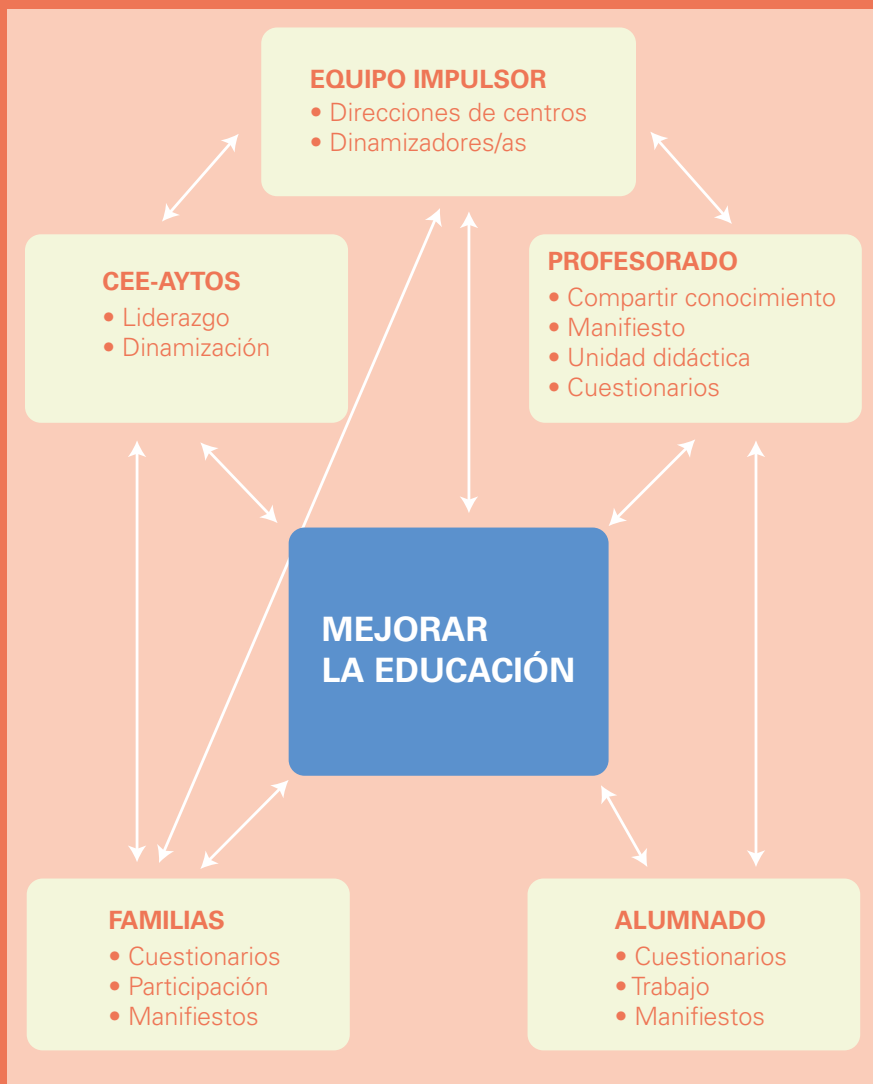 EQUIPO IMPULSOR
• Direcciones de centros
• Dinamizadores/as
CEE-AYTOS
• Liderazgo
• Dinamización
PROFESORADO
• Compartir conocimiento
• Manifiesto
• Unidad didáctica
• Cuestionarios
MEJORAR
LA EDUCACIÓN
FAMILIAS
• Cuestionarios
• Participación
• Manifiestos
ALUMNADO
• Cuestionarios
• Trabajo
• Manifiestos